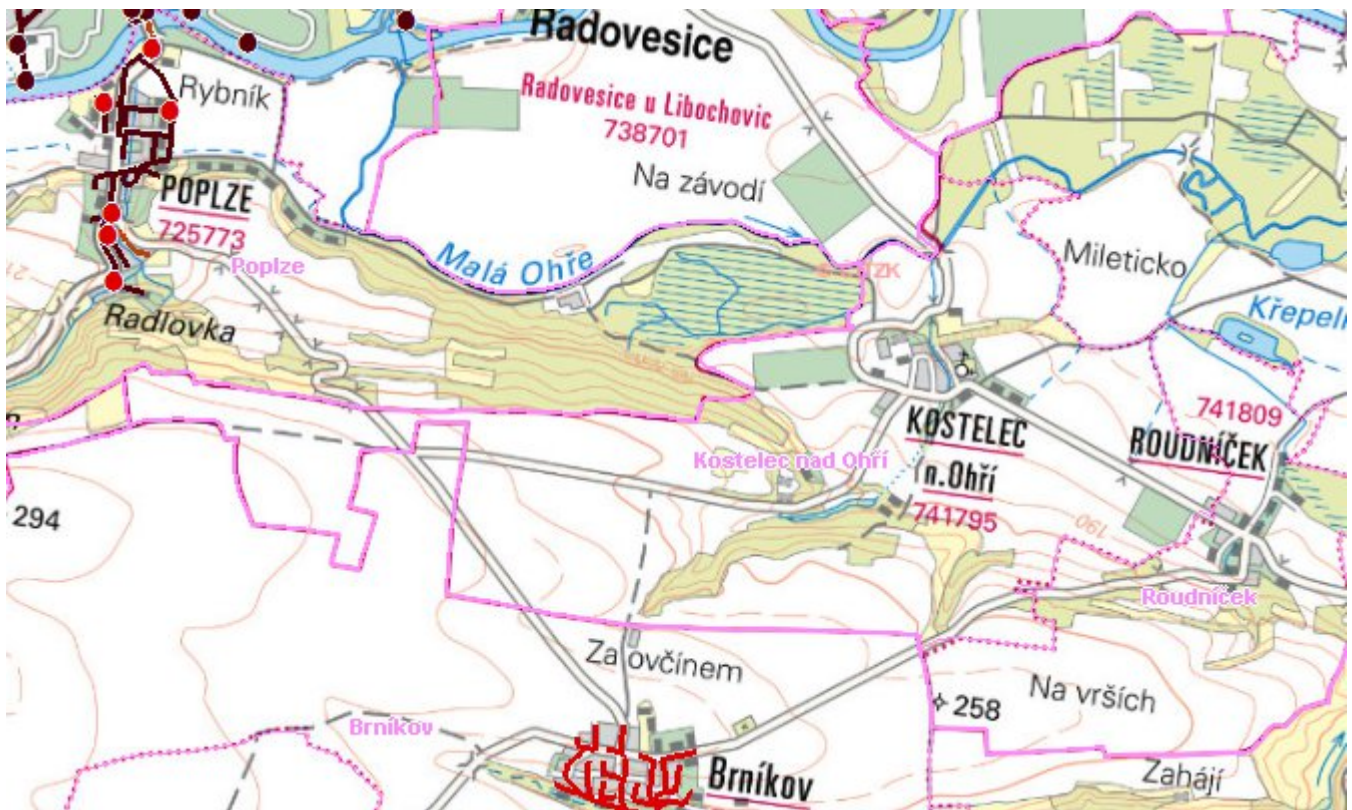 Radovesice
Rybník
Radovesice u Libochovic
738701
Na závodí
POPLZE
725773
Poplze
Malá Ohře
Mileticko
Radlovka
Křepelk
741809
KOSTELEC
ROUDNÍČEK
Kostelec nad Ohří
n.Ohří
741795
294
190
Roudníček
Za ovčínem
Na vrších
258
Brníkov
Brníkov
Zahájí